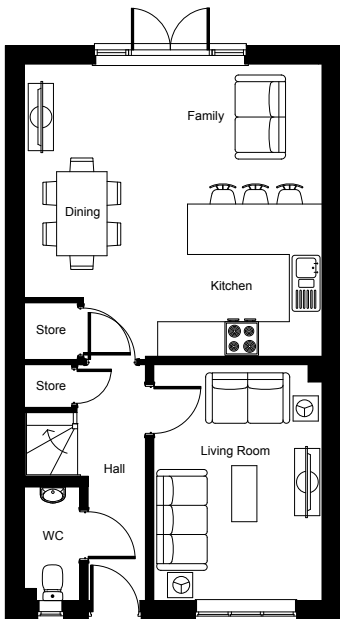 Family
Dining
Kitchen
Store
Store
Living Room
Hall
WC